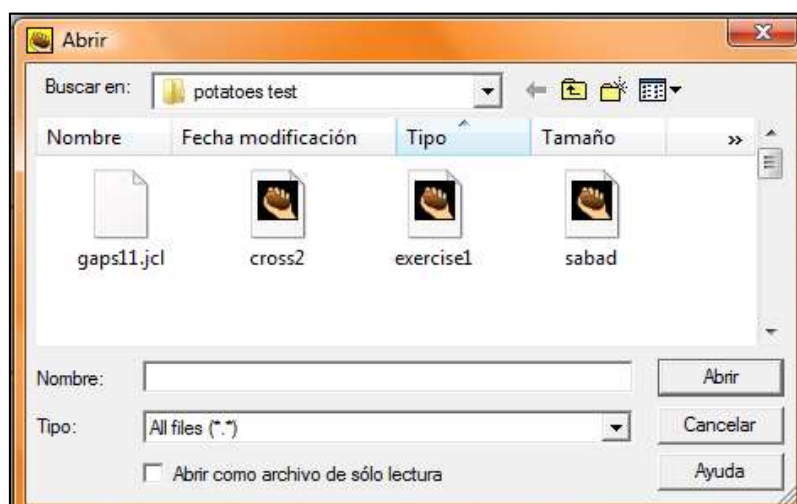 Abrir
Buscar en: potatoes test
Nombre Fecha modificación Tipo Tamaño »
gaps11.jcl cross2 exercise1 sabad
Nombre: Abrir
Tipo: All files (*.*) Cancelar
Abrir como archivo de sólo lectura Ayuda